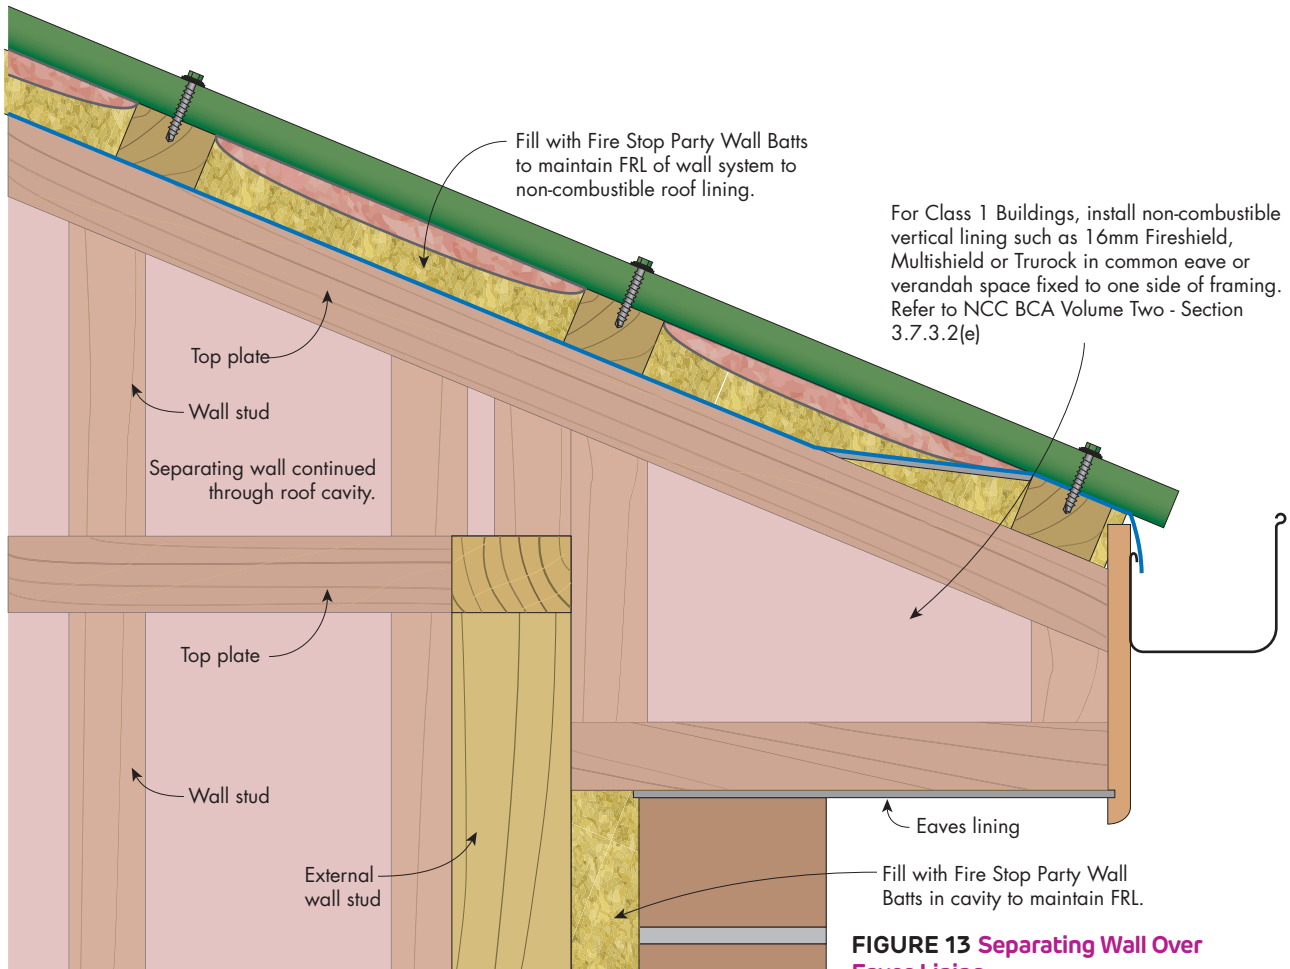 Fill with Fire Stop Party Wall Batts
to maintain FRL of wall system to
non-combustible roof lining.
For Class 1 Buildings, install non-combustible
vertical lining such as 16mm Fireshield,
Multishield or Trurock in common eave or
verandah space fixed to one side of framing.
Refer to NCC BCA Volume Two - Section
3.7.3.2(e)
Top plate
Wall stud
Separating wall continued
through roof cavity.
Top plate
Wall stud
External
wall stud
Eaves lining
Fill with Fire Stop Party Wall
Batts in cavity to maintain FRL.
FIGURE 13 Separating Wall Over
Eaves Lining